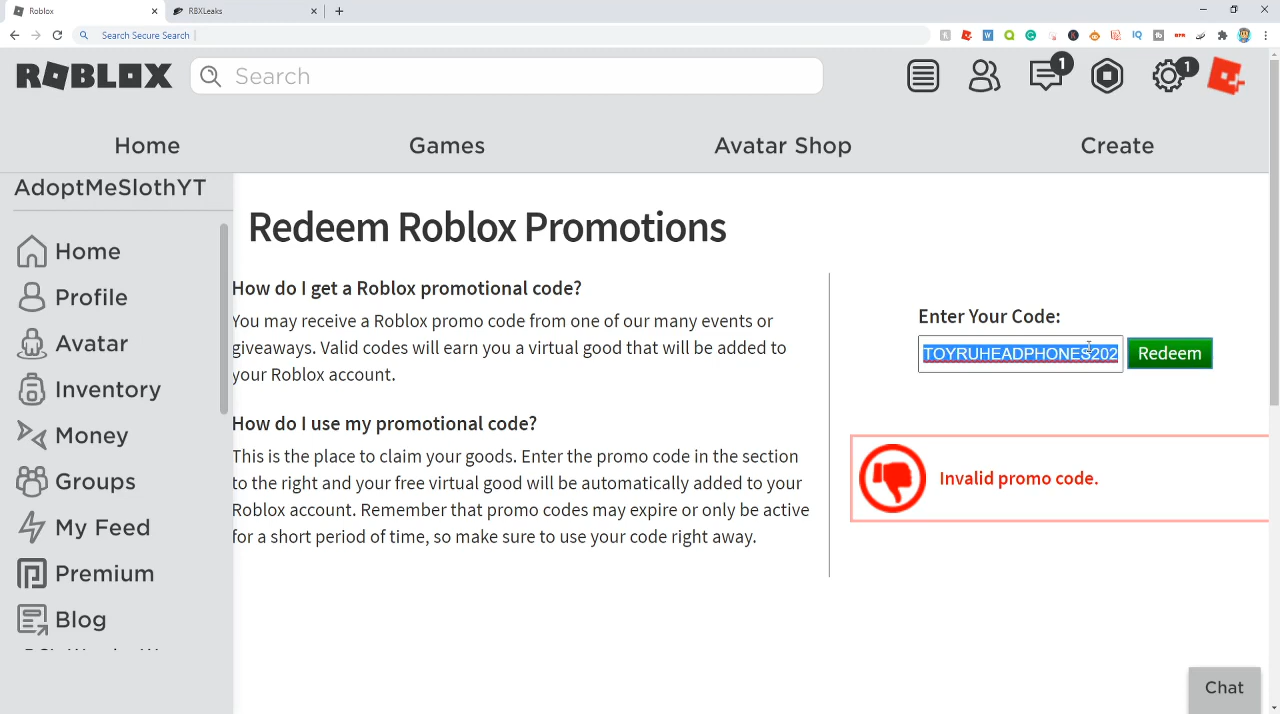 Roblox
RBXLeaks
Search Secure Search
ROBLOX
Search
1
1
Home
Games
Avatar Shop
Create
AdoptMeSlothYT
Home
Profile
Avatar
Inventory
Money
Groups
My Feed
Premium
Blog
Redeem Roblox Promotions
How do I get a Roblox promotional code?
You may receive a Roblox promo code from one of our many events or
giveaways. Valid codes will earn you a virtual good that will be added to
your Roblox account.
How do I use my promotional code?
This is the place to claim your goods. Enter the promo code in the section
to the right and your free virtual good will be automatically added to your
Roblox account. Remember that promo codes may expire or only be active
for a short period of time, so make sure to use your code right away.
Enter Your Code:
TOYRUHEADPHONES202
Redeem
Invalid promo code.
Chat